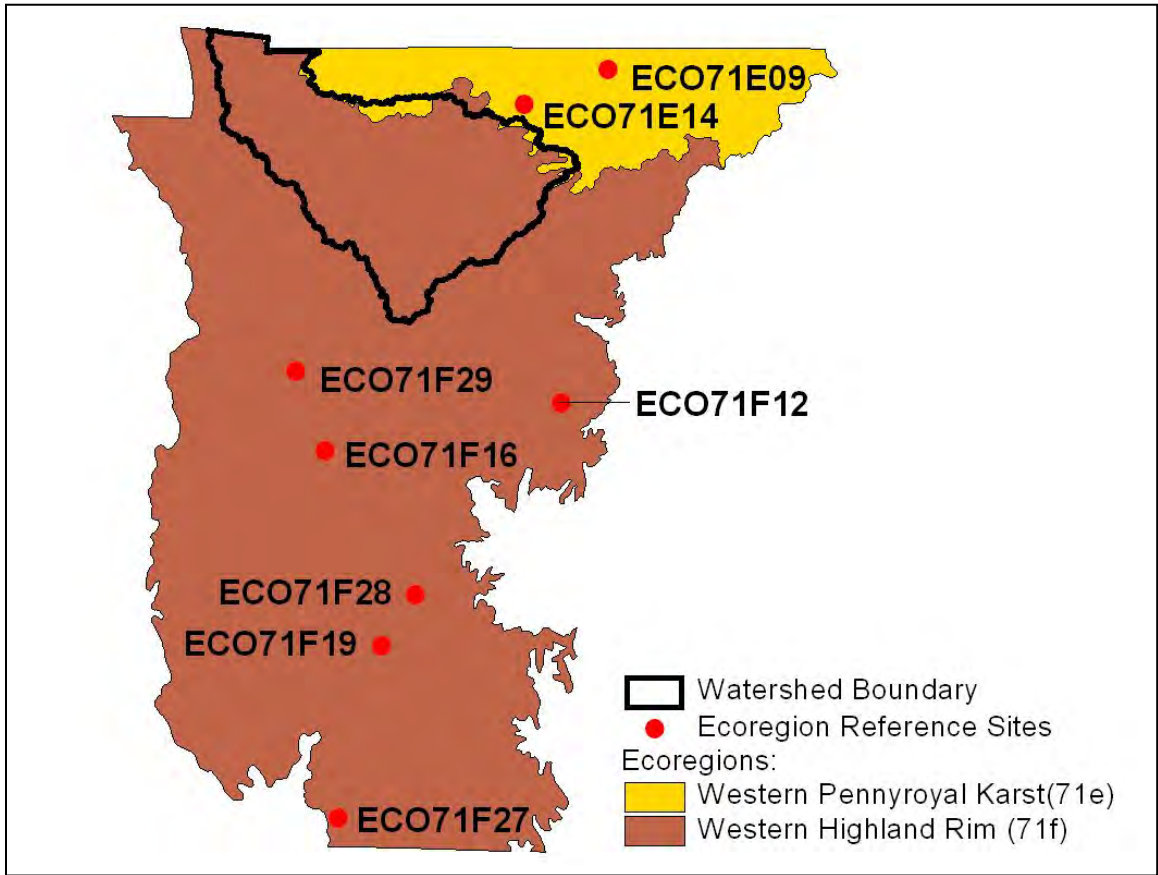 ECO71E09
ECO71E14
ECO71F29
ECO71F12
ECO71F16
ECO71F28
ECO71F19
Watershed Boundary
Ecoregion Reference Sites
Ecoregions:
Western Pennyroyal Karst(71e)
Western Highland Rim (71f)
ECO71F27